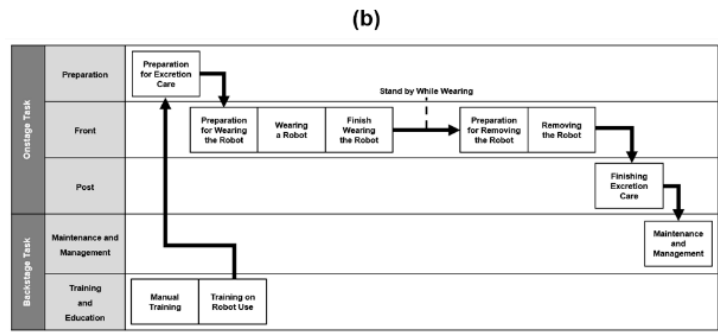 (b)
Onstage Task
Preparation
Preparation
for Excretion
Care
Stand by While Wearing
Front
Preparation
for Wearing
the Robot
Wearing
a Robot
Finish
Wearing
the Robot
Preparation
for Removing
the Robot
Removing
the Robot
Post
Finishing
Excretion
Care
Backstage Task
Maintenance and
Management
Maintenance
and
Management
Training
and
Education
Manual
Training
Training on
Robot Use